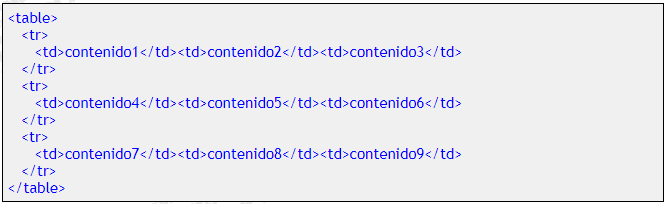 <table>
<tr>
<td>contenido1</td><td>contenido2</td><td>contenido3</td>
</tr>
<tr>
<td>contenido4</td><td>contenido5</td><td>contenido6</td>
</tr>
<tr>
<td>contenido7</td><td>contenido8</td><td>contenido9</td>
</tr>
</table>